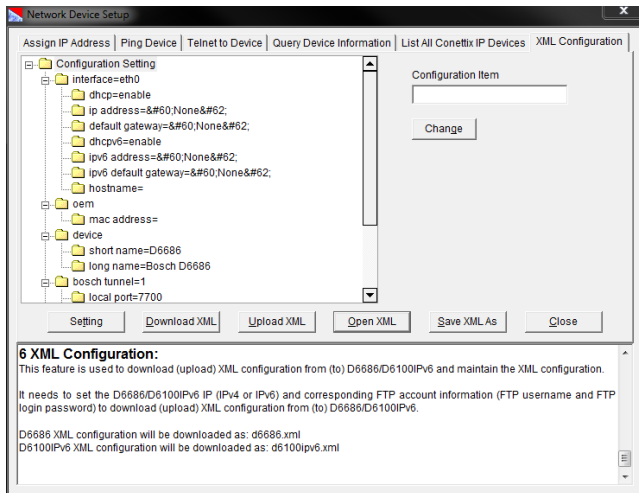 Network Device Setup
x
Assign IP Address Ping Device Telnet to Device Query Device Information List All Conettix IP Devices XML Configuration
Configuration Setting
interface=eth0
dhcp=enable
ip address=&#60;None&#62;
default gateway=&#60;None&#62;
dhcpv6=enable
ipv6 address=&#60;None&#62;
ipv6 default gateway=&#60;None&#62;
hostname=
oem
mac address=
device
short name=D6686
long name=Bosch D6686
bosch tunnel=1
local port=7700
Configuration Item
Change
Setting Download XML Upload XML Open XML Save XML As Close
6 XML Configuration:
This feature is used to download (upload) XML configuration from (to) D6686/D6100IPv6 and maintain the XML configuration.
It needs to set the D6686/D6100IPv6 IP (IPv4 or IPv6) and corresponding FTP account information (FTP username and FTP
login password) to download (upload) XML configuration from (to) D6686/D6100IPv6.
D6686 XML configuration will be downloaded as: d6686.xml
D6100IPv6 XML configuration will be downloaded as: d6100ipv6.xml